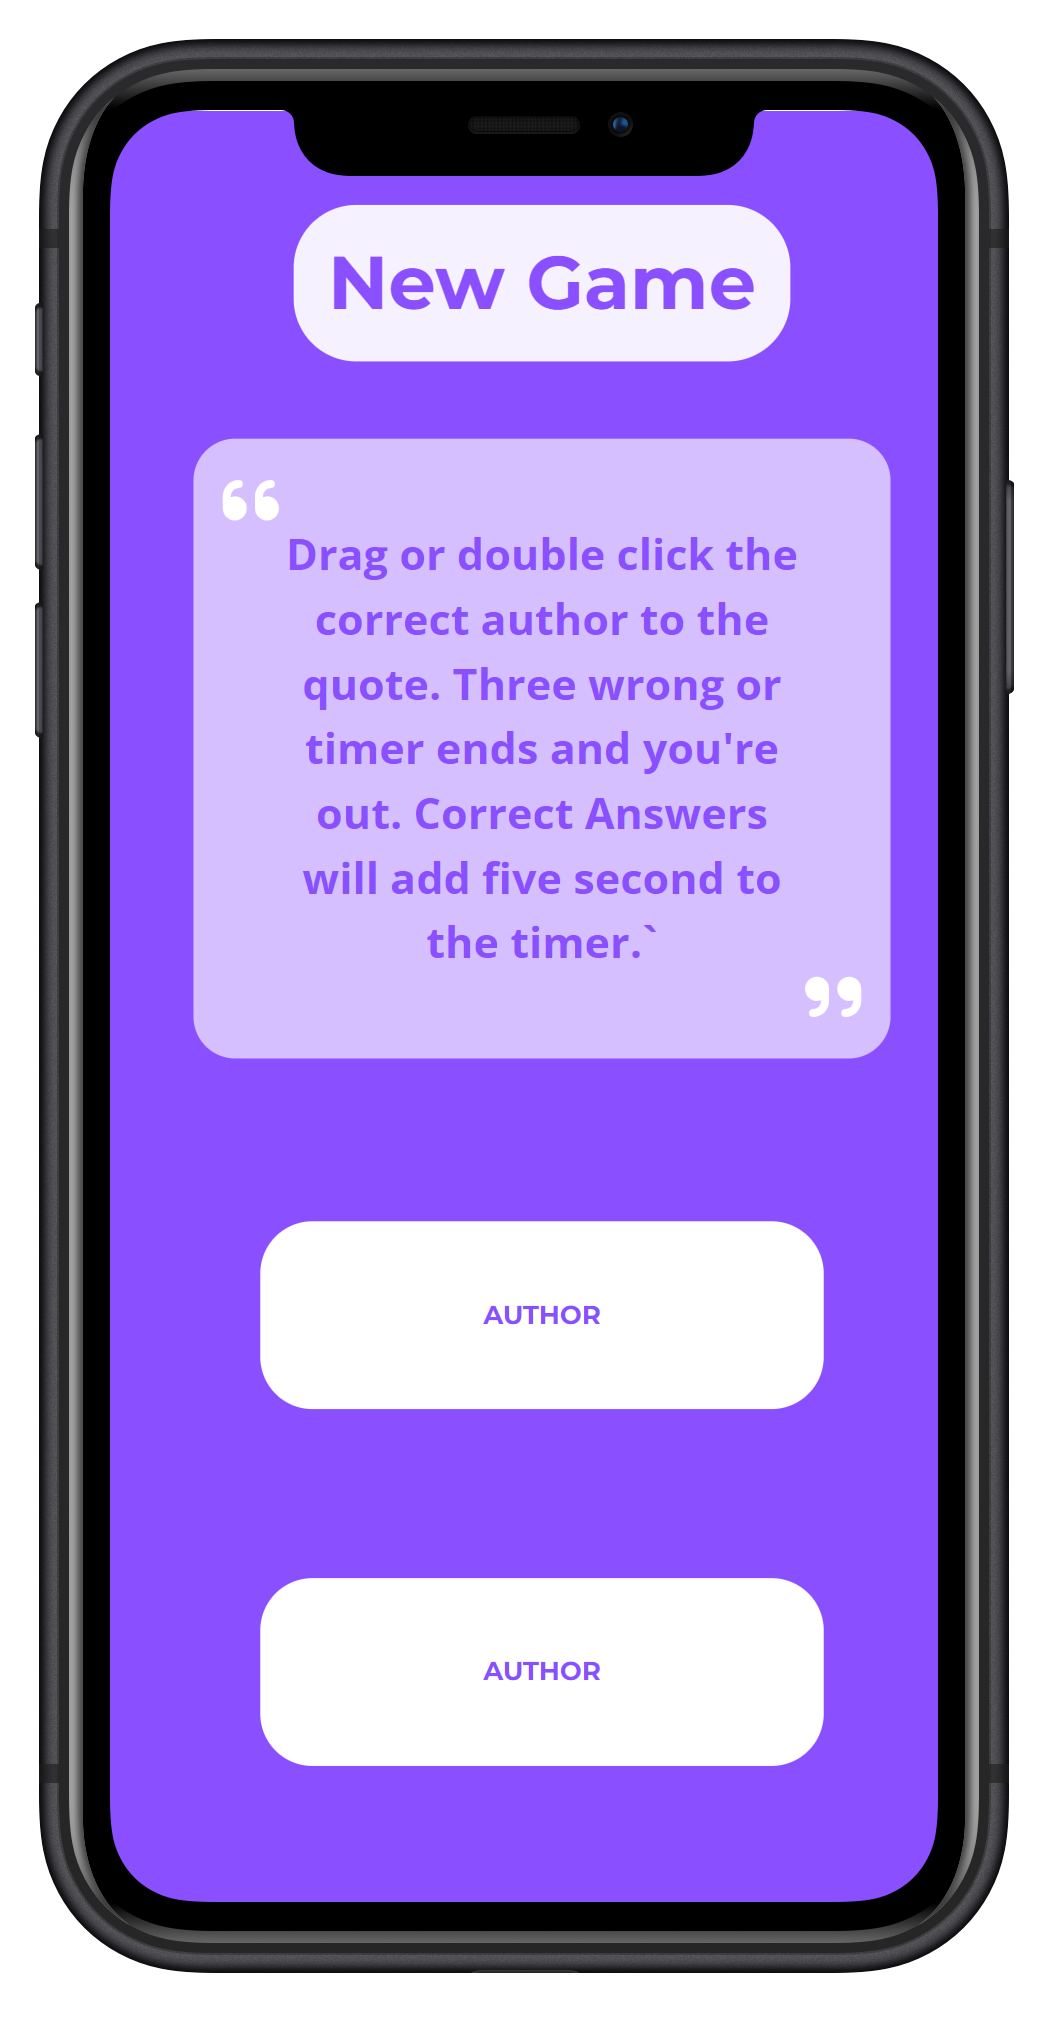 New Game
“
Drag or double click the
correct author to the
quote. Three wrong or
timer ends and you're
out. Correct Answers
will add five second to
the timer.`
”
AUTHOR
AUTHOR